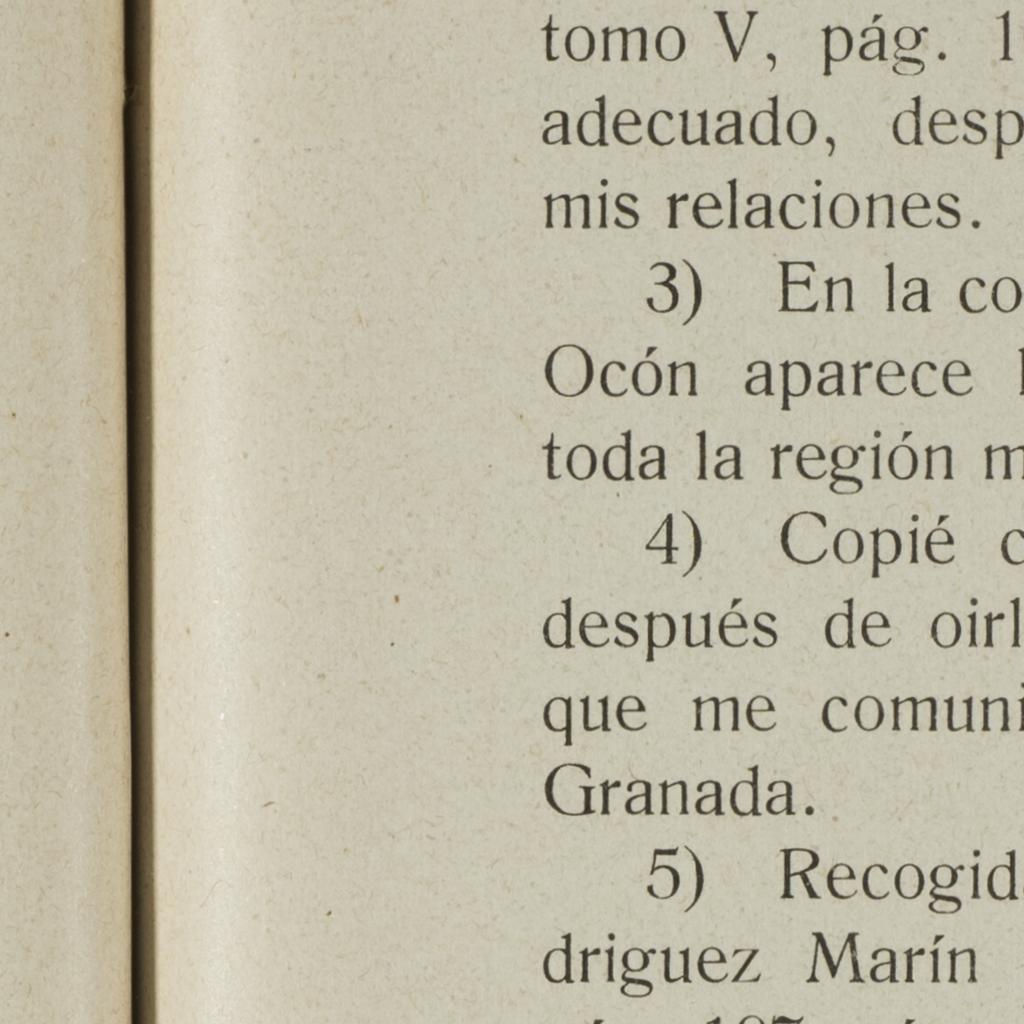 tomo V, pág. 1
adecuado, desp
mis relaciones.
3) En la co
Ocón aparece
toda la región m
4) Copié c
después de oirl
que me comuni
Granada.
5) Recogida
driguez Marín